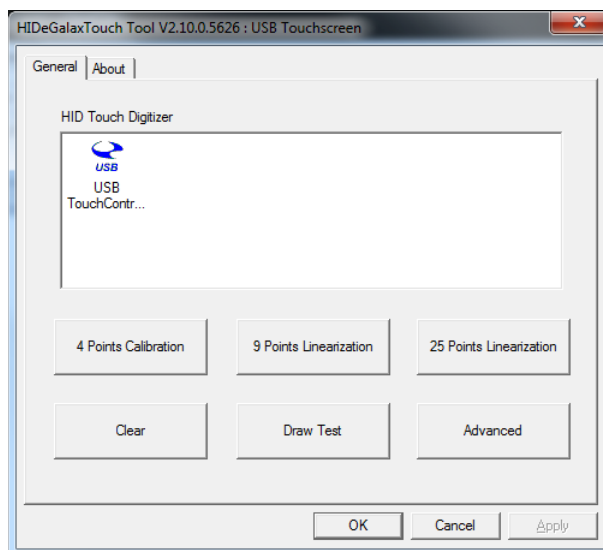 HIDeGalaxTouch Tool V2.10.0.5626 : USB Touchscreen
General About
HID Touch Digitizer
USB
USB
TouchContr...
4 Points Calibration 9 Points Linearization 25 Points Linearization
Clear Draw Test Advanced
OK Cancel Apply